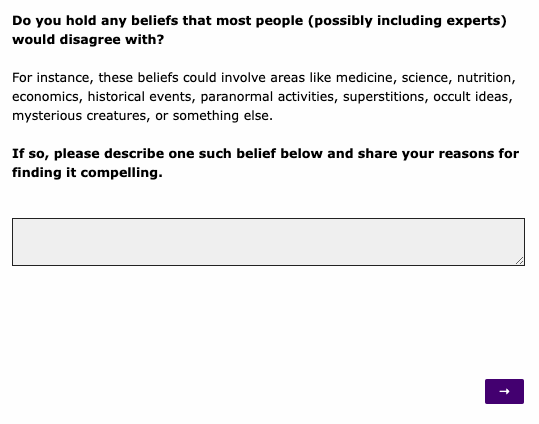 Do you hold any beliefs that most people (possibly including experts)
would disagree with?
For instance, these beliefs could involve areas like medicine, science, nutrition,
economics, historical events, paranormal activities, superstitions, occult ideas,
mysterious creatures, or something else.
If so, please describe one such belief below and share your reasons for
finding it compelling.
→